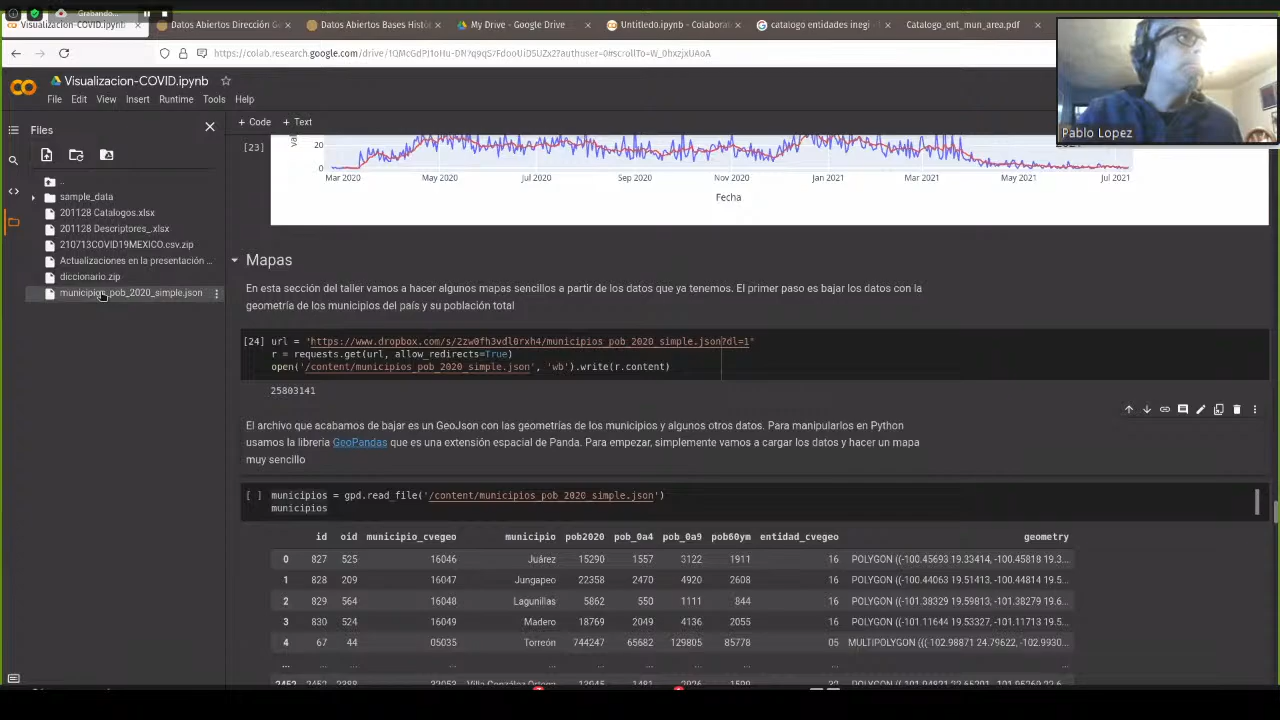 Grabando...
Visualizacion-COVID.ipynb
Datos Abiertos Dirección G
Datos Abiertos Bases Histó
My Drive - Google Drive
Untitled0.ipynb - Colabora
catalogo entidades inegi
Catalogo_ent_mun_area.pdf
Visualizacion-COVID.ipynb
File Edit View Insert Runtime Tools Help
Pablo Lopez
Files
+ Code + Text
..
sample_data
201128 Catalogos.xlsx
201128 Descriptores_.xlsx
210713COVID19MEXICO.csv.zip
Actualizaciones en la presentación ...
diccionario.zip
municipios_pob_2020_simple.json
[23]
20
0
Mar 2020 May 2020 Jul 2020 Sep 2020 Nov 2020 Jan 2021 Mar 2021 May 2021 Jul 2021
Fecha
Mapas
En esta sección del taller vamos a hacer algunos mapas sencillos a partir de los datos que ya tenemos. El primer paso es bajar los datos con la
geometría de los municipios del país y su población total
[24] url = 'https://www.dropbox.com/s/2zw0fh3vdl0rxh4/municipios_pob_2020_simple.json?dl=1"
r = requests.get(url, allow_redirects=True)
open('/content/municipios_pob_2020_simple.json', 'wb').write(r.content)
25803141
El archivo que acabamos de bajar es un GeoJson con las geometrías de los municipios y algunos otros datos. Para manipularlos en Python
usamos la librería GeoPandas que es una extensión espacial de Panda. Para empezar, simplemente vamos a cargar los datos y hacer un mapa
muy sencillo
[ ] municipios = gpd.read_file('/content/municipios_pob_2020_simple.json')
municipios
id oid municipio_cvegeo municipio pob2020 pob_0a4 pob_0a9 pob60ym entidad_cvegeo geometry
0 827 525 16046 Juárez 15290 1557 3122 1911 16 POLYGON ((-100.45693 19.33414, -100.45818 19.3...
1 828 209 16047 Jungapeo 22358 2470 4920 2608 16 POLYGON ((-100.44063 19.51413, -100.44814 19.5...
2 829 564 16048 Lagunillas 5862 550 1111 844 16 POLYGON ((-101.38329 19.59813, -101.38279 19.6...
3 830 524 16049 Madero 18769 2049 4136 2055 16 POLYGON ((-101.11644 19.53327, -101.11713 19.5...
4 67 44 05035 Torreón 744247 65682 129805 85778 05 MULTIPOLYGON (((-102.98871 24.79622, -102.9930...
... ... ... ... ... ... ... ... ... ... ...